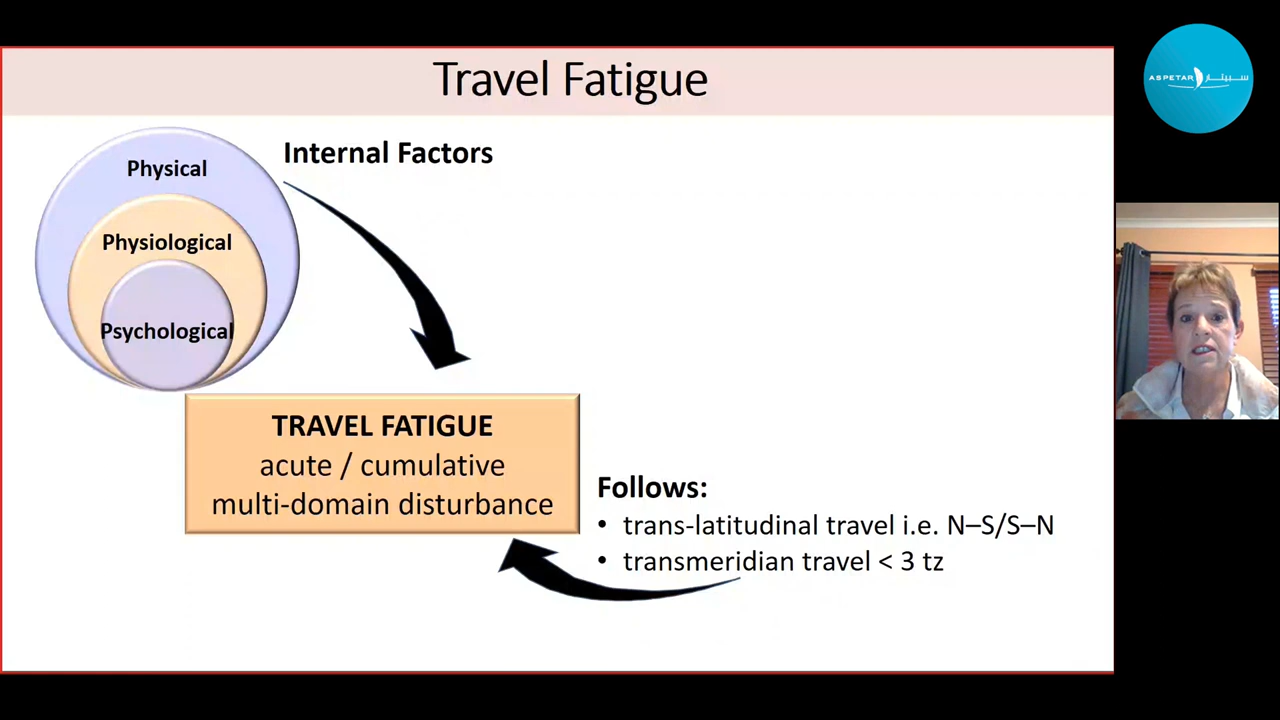 Travel Fatigue
Internal Factors
Physical
Physiological
Psychological
TRAVEL FATIGUE
acute / cumulative
multi-domain disturbance
Follows:
• trans-latitudinal travel i.e. N–S/S–N
• transmeridian travel < 3 tz
ASPETAR سبيتار